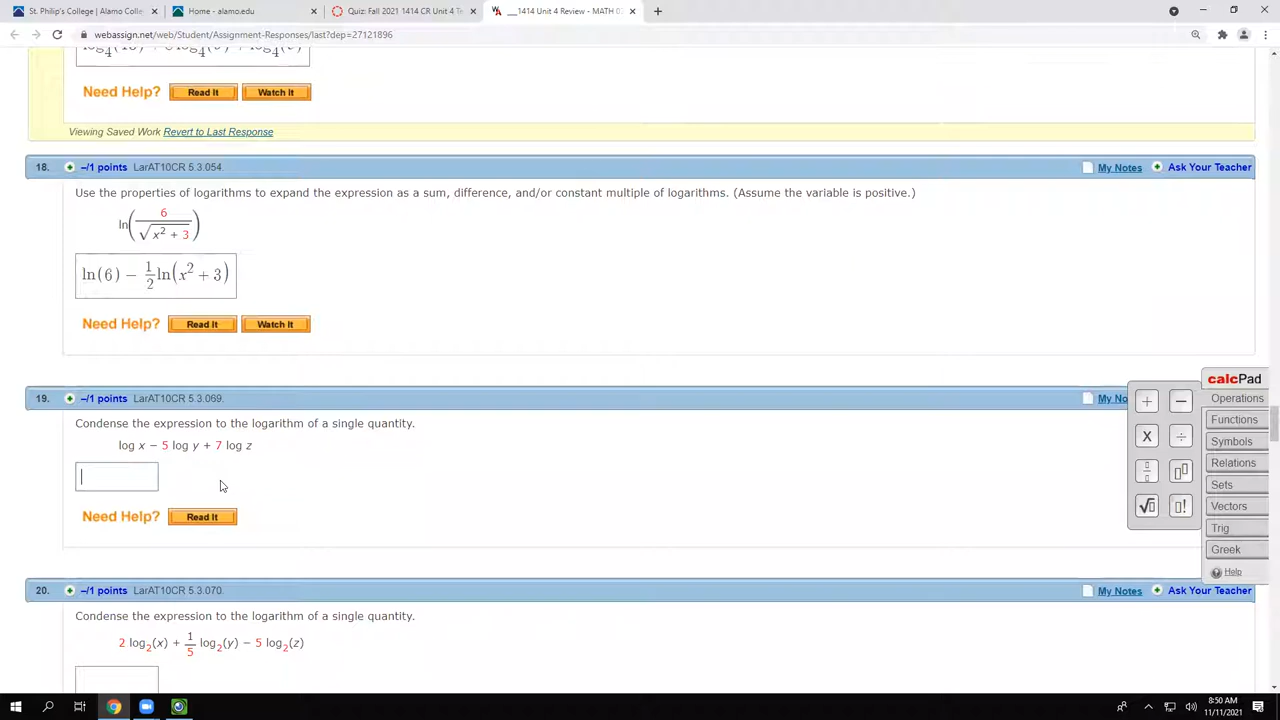 St. Philip's College | Alamo Colle
Home - alamo.edu
Quiz: Fall 2021 1414 CR Unit 4 Te
__1414 Unit 4 Review - MATH 0
webassign.net/web/Student/Assignment-Responses/last?dep=27121896
Need Help? Read It Watch It
Viewing Saved Work Revert to Last Response
18. –/1 points LarAT10CR 5.3.054. My Notes Ask Your Teacher
Use the properties of logarithms to expand the expression as a sum, difference, and/or constant multiple of logarithms. (Assume the variable is positive.)
ln(6/√(x² + 3))
ln(6) − 1/2 ln(x² + 3)
Need Help? Read It Watch It
19. –/1 points LarAT10CR 5.3.069. My No
Condense the expression to the logarithm of a single quantity.
log x − 5 log y + 7 log z
Need Help? Read It
20. –/1 points LarAT10CR 5.3.070. My Notes Ask Your Teacher
Condense the expression to the logarithm of a single quantity.
2 log₂(x) + 1/5 log₂(y) − 5 log₂(z)
calcPad
Operations
Functions
Symbols
Relations
Sets
Vectors
Trig
Greek
Help
+ −
x ÷
√ !
8:50 AM
11/11/2021